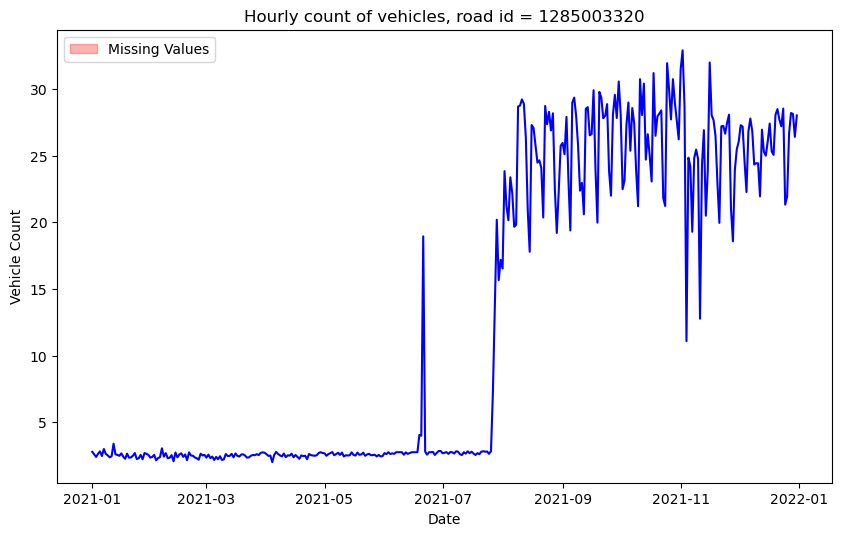 Hourly count of vehicles, road id = 1285003320
Missing Values
Vehicle Count
30
25
20
15
10
5
2021-01 2021-03 2021-05 2021-07 2021-09 2021-11 2022-01
Date